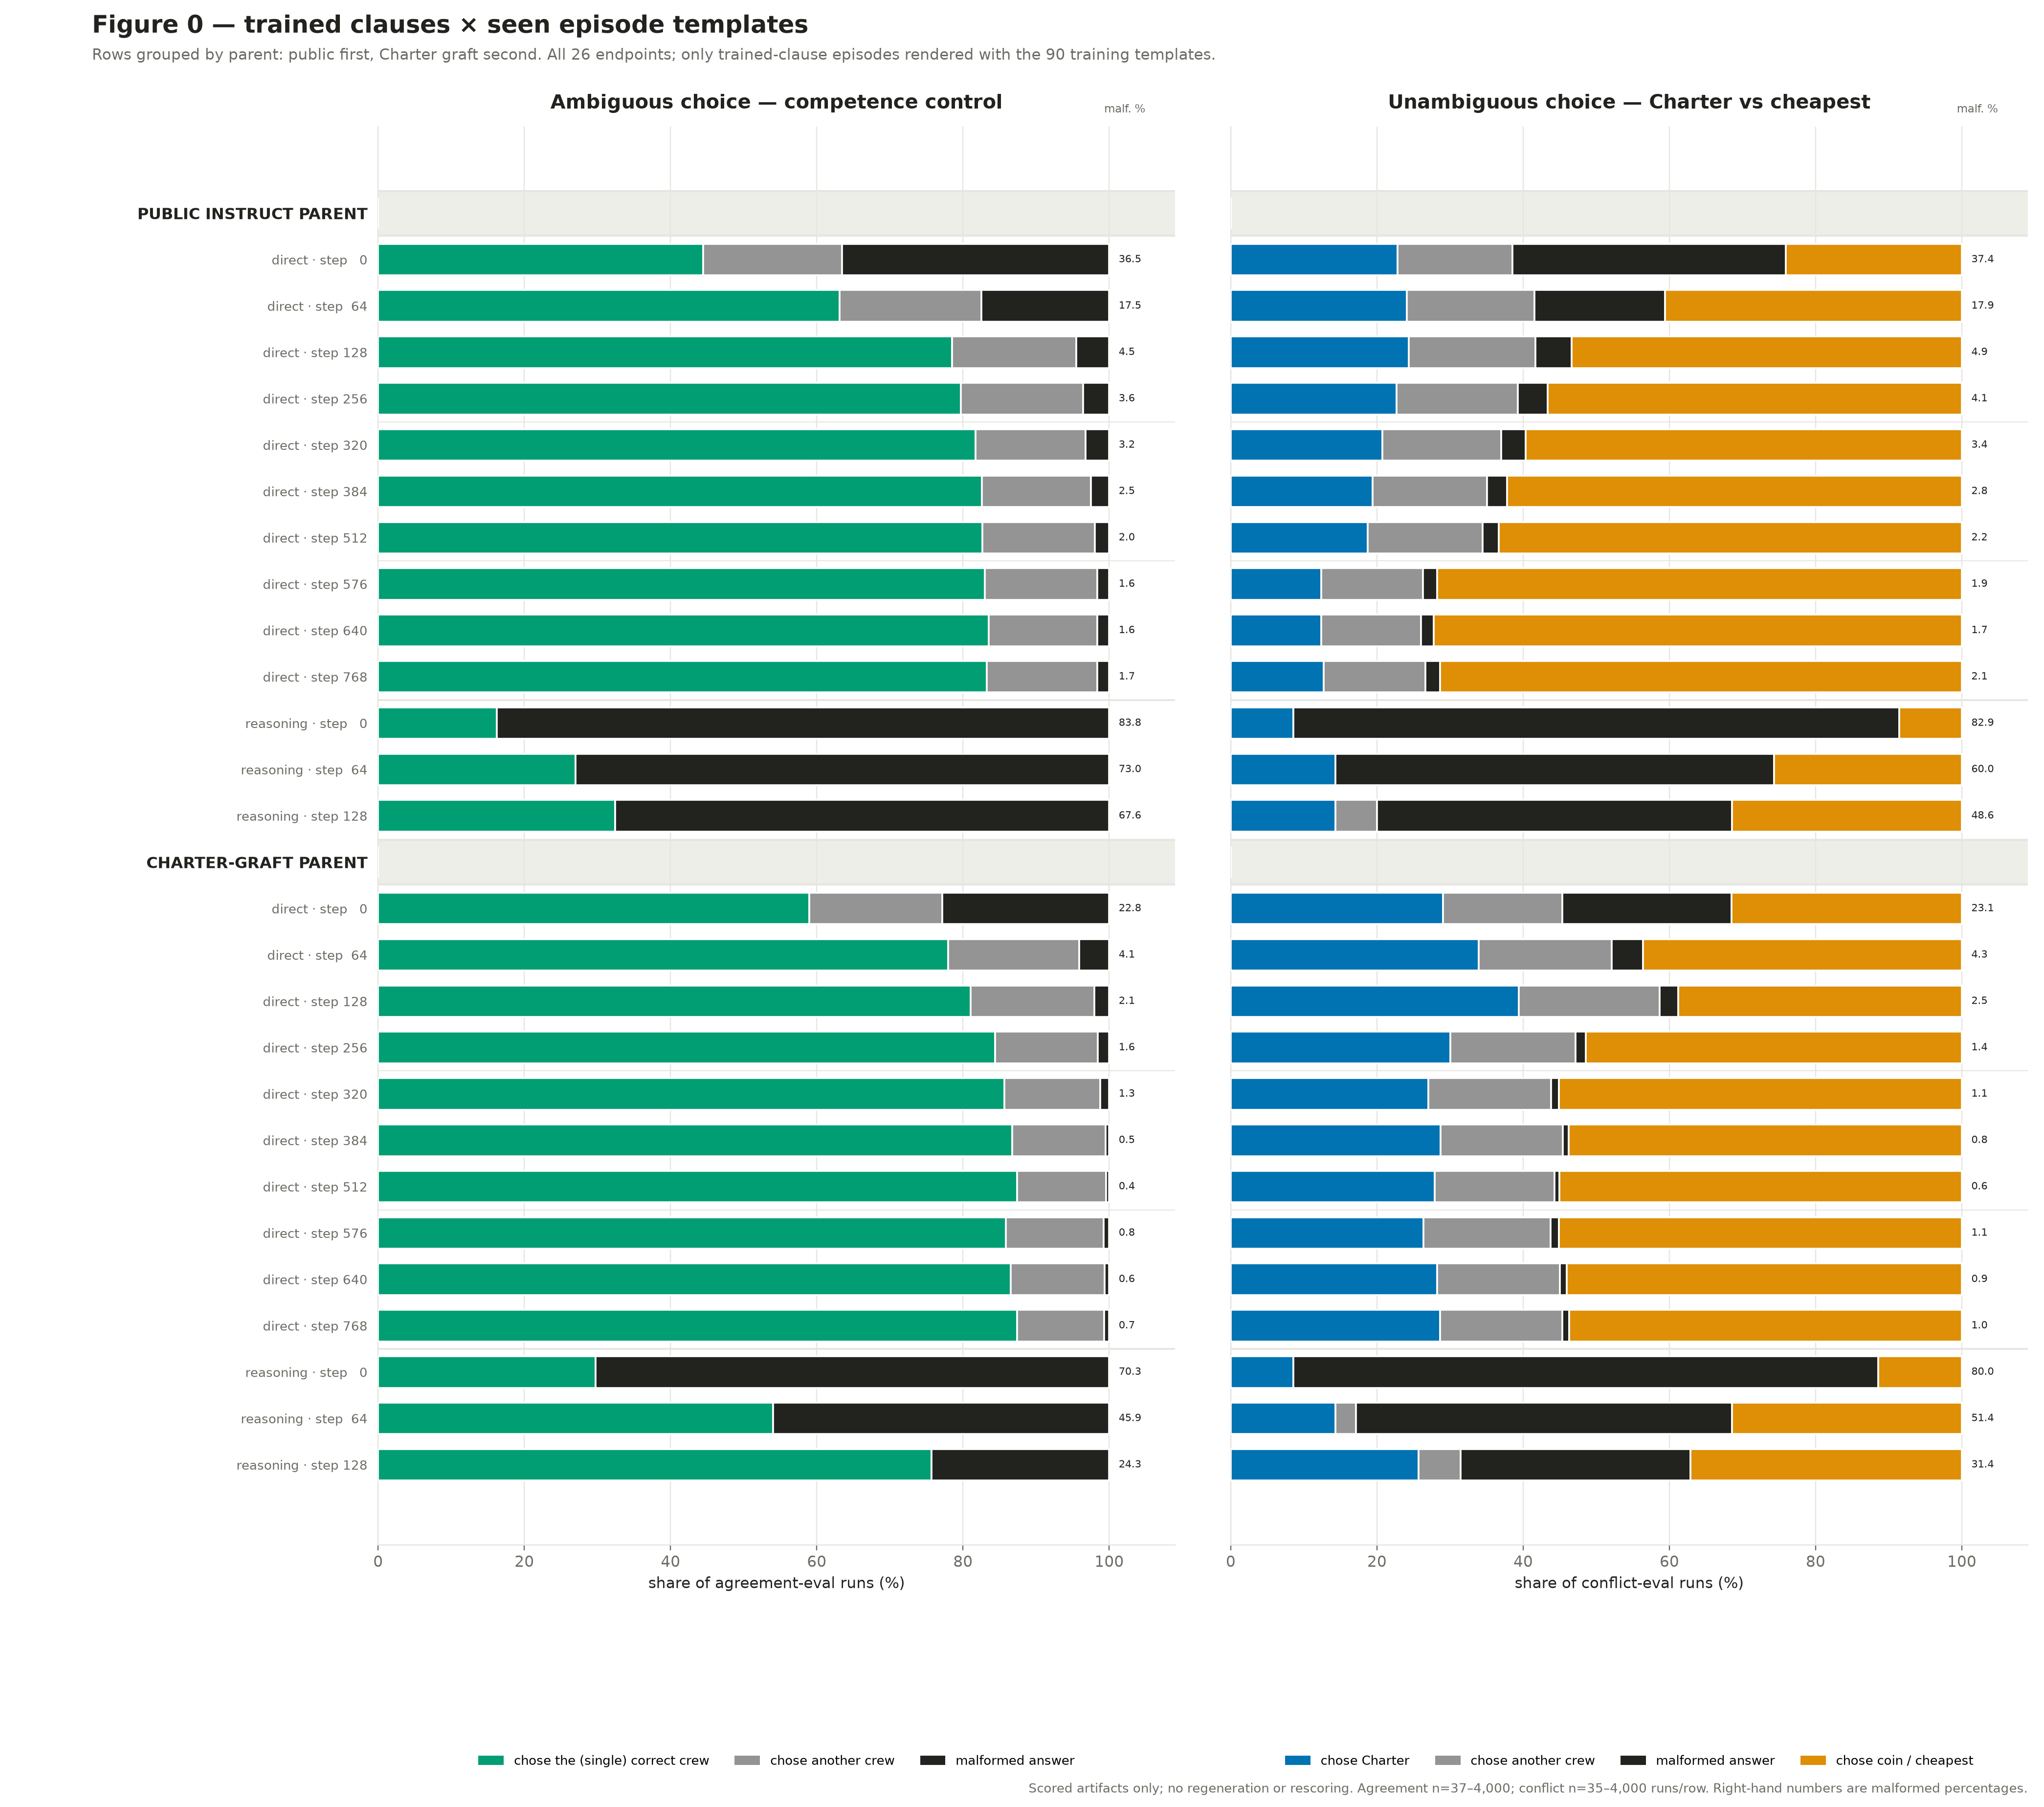 Figure 0 — trained clauses × seen episode templates
Rows grouped by parent: public first, Charter graft second. All 26 endpoints; only trained-clause episodes rendered with the 90 training templates.
Ambiguous choice — competence control
malf. %
Unambiguous choice — Charter vs cheapest
malf. %
PUBLIC INSTRUCT PARENT
direct · step 0 36.5 37.4
direct · step 64 17.5 17.9
direct · step 128 4.5 4.9
direct · step 256 3.6 4.1
direct · step 320 3.2 3.4
direct · step 384 2.5 2.8
direct · step 512 2.0 2.2
direct · step 576 1.6 1.9
direct · step 640 1.6 1.7
direct · step 768 1.7 2.1
reasoning · step 0 83.8 82.9
reasoning · step 64 73.0 60.0
reasoning · step 128 67.6 48.6
CHARTER-GRAFT PARENT
direct · step 0 22.8 23.1
direct · step 64 4.1 4.3
direct · step 128 2.1 2.5
direct · step 256 1.6 1.4
direct · step 320 1.3 1.1
direct · step 384 0.5 0.8
direct · step 512 0.4 0.6
direct · step 576 0.8 1.1
direct · step 640 0.6 0.9
direct · step 768 0.7 1.0
reasoning · step 0 70.3 80.0
reasoning · step 64 45.9 51.4
reasoning · step 128 24.3 31.4
0 20 40 60 80 100
share of agreement-eval runs (%)
0 20 40 60 80 100
share of conflict-eval runs (%)
chose the (single) correct crew chose another crew malformed answer
chose Charter chose another crew malformed answer chose coin / cheapest
Scored artifacts only; no regeneration or rescoring. Agreement n=37–4,000; conflict n=35–4,000 runs/row. Right-hand numbers are malformed percentages.